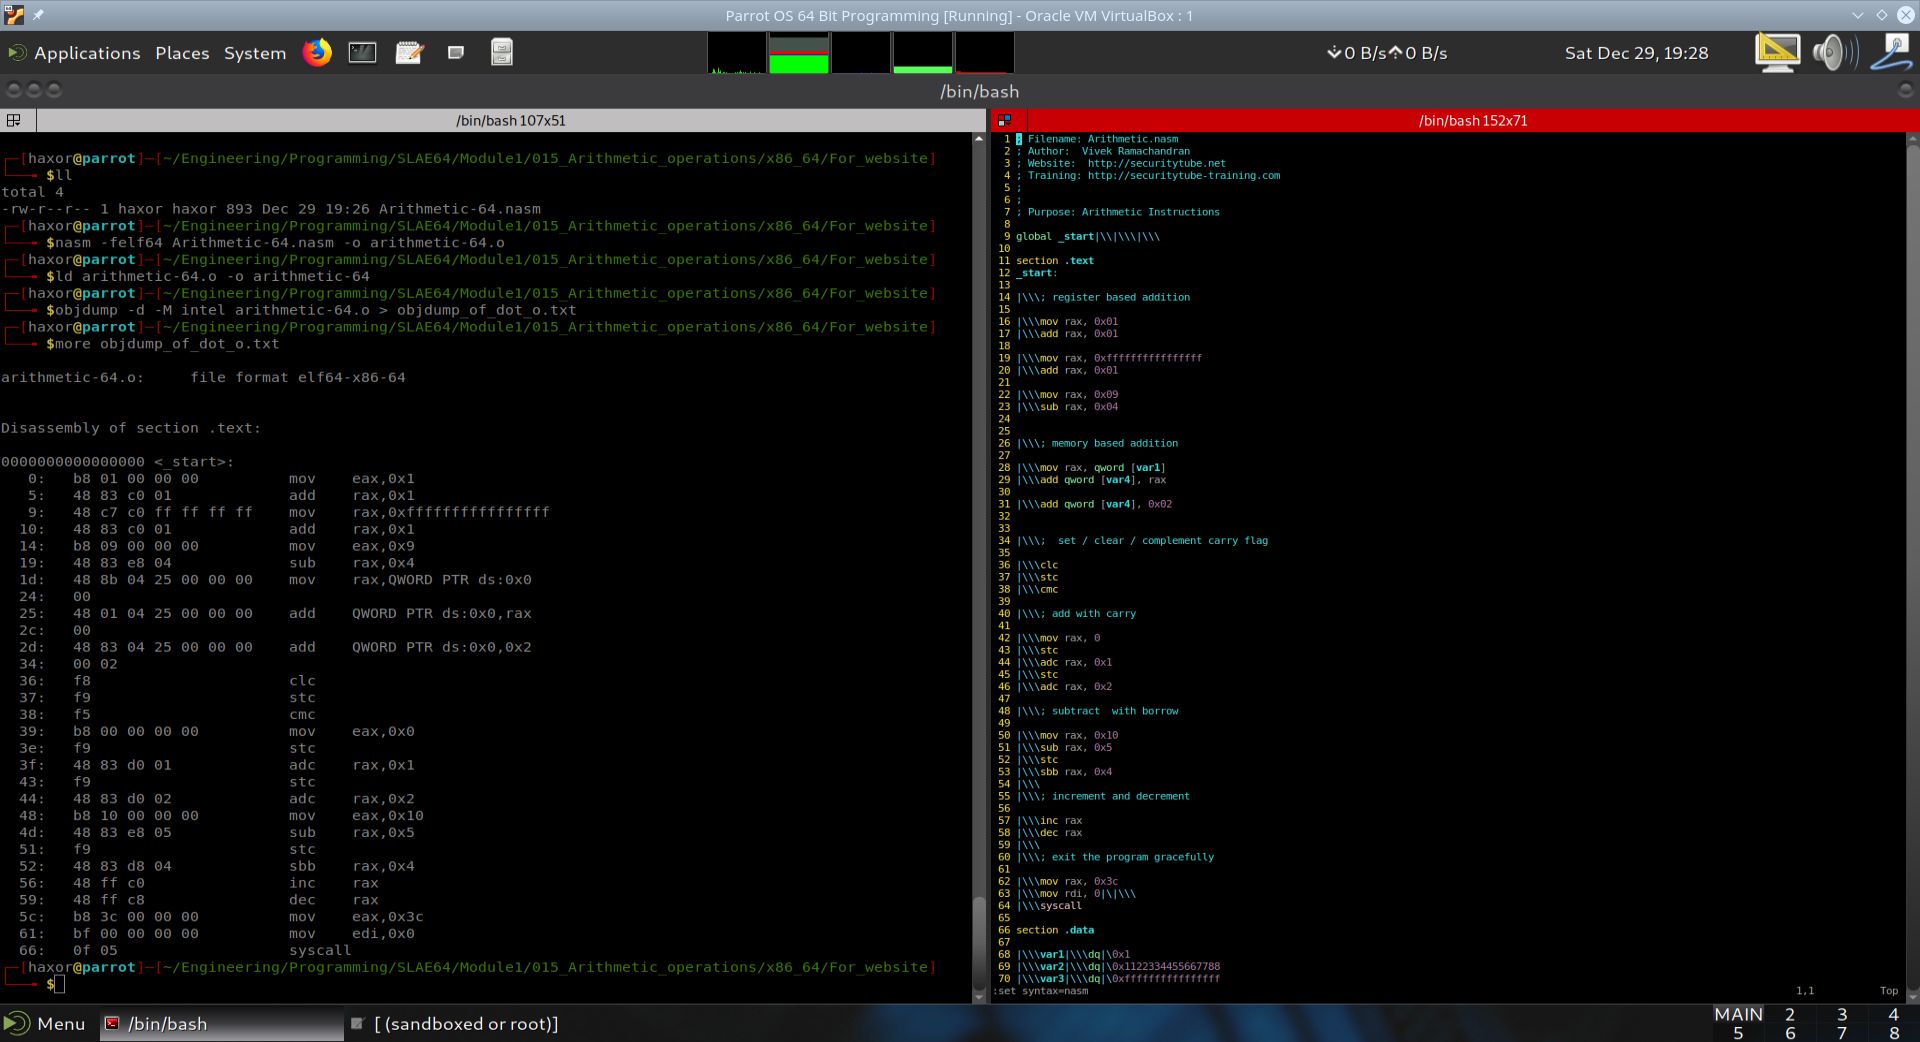 Parrot OS 64 Bit Programming [Running] - Oracle VM VirtualBox : 1
Applications Places System
0 B/s 0 B/s
Sat Dec 29, 19:28
/bin/bash
/bin/bash 107x51
[haxor@parrot]-[~/Engineering/Programming/SLAE64/Module1/015_Arithmetic_operations/x86_64/For_website]
$ll
total 4
-rw-r--r-- 1 haxor haxor 893 Dec 29 19:26 Arithmetic-64.nasm
[haxor@parrot]-[~/Engineering/Programming/SLAE64/Module1/015_Arithmetic_operations/x86_64/For_website]
$nasm -felf64 Arithmetic-64.nasm -o arithmetic-64.o
[haxor@parrot]-[~/Engineering/Programming/SLAE64/Module1/015_Arithmetic_operations/x86_64/For_website]
$ld arithmetic-64.o -o arithmetic-64
[haxor@parrot]-[~/Engineering/Programming/SLAE64/Module1/015_Arithmetic_operations/x86_64/For_website]
$objdump -d -M intel arithmetic-64.o > objdump_of_dot_o.txt
[haxor@parrot]-[~/Engineering/Programming/SLAE64/Module1/015_Arithmetic_operations/x86_64/For_website]
$more objdump_of_dot_o.txt
arithmetic-64.o: file format elf64-x86-64
Disassembly of section .text:
0000000000000000 <_start>:
0: b8 01 00 00 00 mov eax,0x1
5: 48 83 c0 01 add rax,0x1
9: 48 c7 c0 ff ff ff ff mov rax,0xffffffffffffffff
10: 48 83 c0 01 add rax,0x1
14: b8 09 00 00 00 mov eax,0x9
19: 48 83 e8 04 sub rax,0x4
1d: 48 8b 04 25 00 00 00 mov rax,QWORD PTR ds:0x0
24: 00
25: 48 01 04 25 00 00 00 add QWORD PTR ds:0x0,rax
2c: 00
2d: 48 83 04 25 00 00 00 add QWORD PTR ds:0x0,0x2
34: 00 02
36: f8 clc
37: f9 stc
38: f5 cmc
39: b8 00 00 00 00 mov eax,0x0
3e: f9 stc
3f: 48 83 d0 01 adc rax,0x1
43: f9 stc
44: 48 83 d0 02 adc rax,0x2
48: b8 10 00 00 00 mov eax,0x10
4d: 48 83 e8 05 sub rax,0x5
51: f9 stc
52: 48 83 d8 04 sbb rax,0x4
56: 48 ff c0 inc rax
59: 48 ff c8 dec rax
5c: b8 3c 00 00 00 mov eax,0x3c
61: bf 00 00 00 00 mov edi,0x0
66: 0f 05 syscall
[haxor@parrot]-[~/Engineering/Programming/SLAE64/Module1/015_Arithmetic_operations/x86_64/For_website]
$
/bin/bash 152x71
1 ; Filename: Arithmetic.nasm
2 ; Author:  Vivek Ramachandran
3 ; Website:  http://securitytube.net
4 ; Training: http://securitytube-training.com
5 ;
6 ;
7 ; Purpose: Arithmetic Instructions
8
9 global _start|\\|\\\|\\\
10
11 section .text
12 _start:
13
14 |\\\; register based addition
15
16 |\\\mov rax, 0x01
17 |\\\add rax, 0x01
18
19 |\\\mov rax, 0xffffffffffffffff
20 |\\\add rax, 0x01
21
22 |\\\mov rax, 0x09
23 |\\\sub rax, 0x04
24
25
26 |\\\; memory based addition
27
28 |\\\mov rax, qword [var1]
29 |\\\add qword [var4], rax
30
31 |\\\add qword [var4], 0x02
32
33
34 |\\\;  set / clear / complement carry flag
35
36 |\\\clc
37 |\\\stc
38 |\\\cmc
39
40 |\\\; add with carry
41
42 |\\\mov rax, 0
43 |\\\stc
44 |\\\adc rax, 0x1
45 |\\\stc
46 |\\\adc rax, 0x2
47
48 |\\\; subtract  with borrow
49
50 |\\\mov rax, 0x10
51 |\\\sub rax, 0x5
52 |\\\stc
53 |\\\sbb rax, 0x4
54 |\\\
55 |\\\; increment and decrement
56
57 |\\\inc rax
58 |\\\dec rax
59 |\\\
60 |\\\; exit the program gracefully
61
62 |\\\mov rax, 0x3c
63 |\\\mov rdi, 0|\|\\\
64 |\\\syscall
65
66 section .data
67
68 |\\\var1|\\\dq|\0x1
69 |\\\var2|\\\dq|\0x1122334455667788
70 |\\\var3|\\\dq|\0xffffffffffffffff
:set syntax=nasm 1,1 Top
Menu /bin/bash [ (sandboxed or root)]
MAIN 2 3 4
5 6 7 8